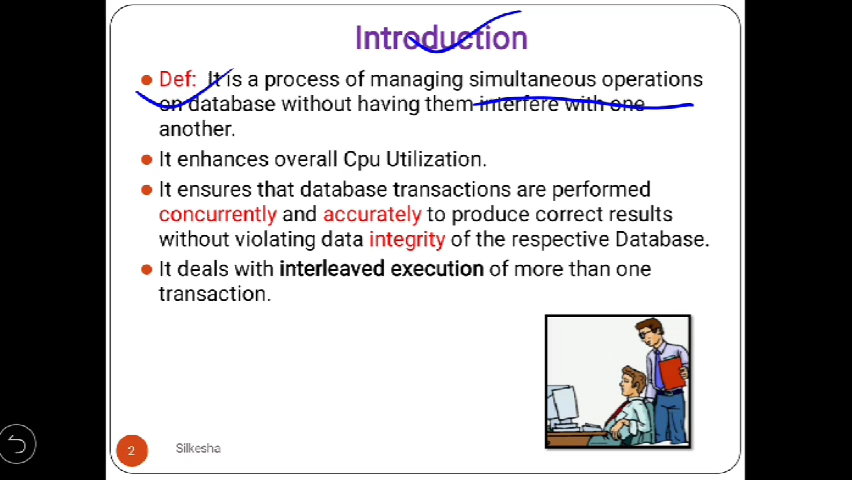 Introduction
Def: It is a process of managing simultaneous operations
on database without having them interfere with one
another.
It enhances overall Cpu Utilization.
It ensures that database transactions are performed
concurrently and accurately to produce correct results
without violating data integrity of the respective Database.
It deals with interleaved execution of more than one
transaction.
2
Silkesha